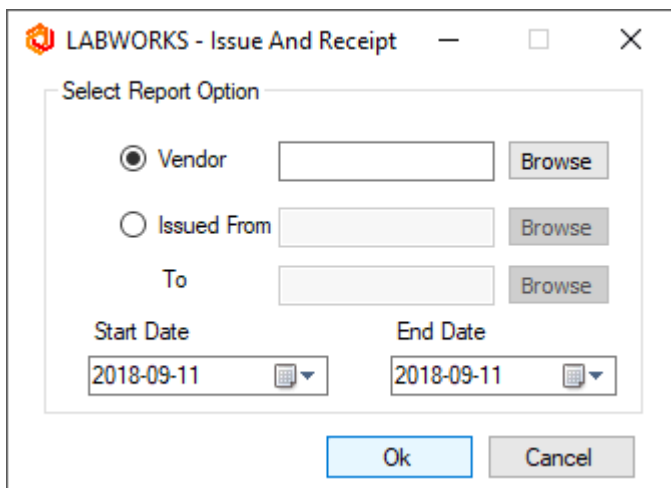 LABWORKS - Issue And Receipt
Select Report Option
Vendor Browse
Issued From Browse
To Browse
Start Date End Date
2018-09-11 2018-09-11
Ok Cancel